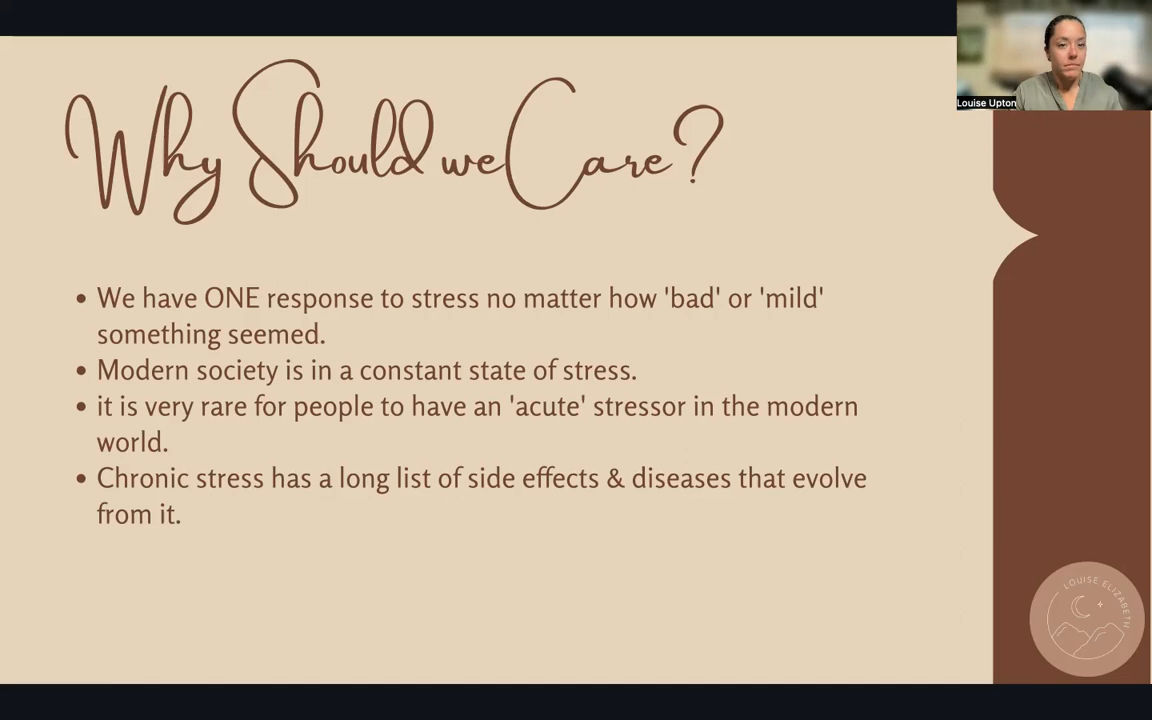 Louise Upton
Why Should we Care?
• We have ONE response to stress no matter how 'bad' or 'mild'
something seemed.
• Modern society is in a constant state of stress.
• it is very rare for people to have an 'acute' stressor in the modern
world.
• Chronic stress has a long list of side effects & diseases that evolve
from it.
LOUISE ELIZABETH